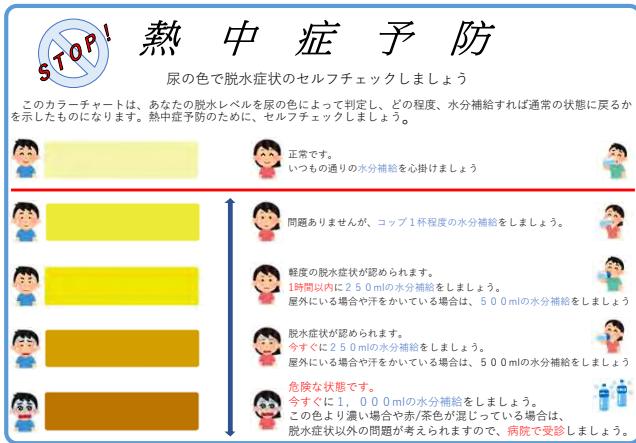 STOP!
熱中症予防
尿の色で脱水症状のセルフチェックしましょう
このカラーチャートは、あなたの脱水レベルを尿の色によって判定し、どの程度、水分補給すれば通常の状態に戻るか
を示したものになります。熱中症予防のために、セルフチェックしましょう。
正常です。
いつもの通りの水分補給を心掛けましょう
問題ありませんが、コップ1杯程度の水分補給をしましょう。
軽度の脱水症状が認められます。
1時間以内に250mlの水分補給をしましょう。
屋外にいる場合や汗をかいている場合は、500mlの水分補給をしましょう
脱水症状が認められます。
今すぐに250mlの水分補給をしましょう。
屋外にいる場合や汗をかいている場合は、500mlの水分補給をしましょう
危険な状態です。
今すぐに1,000mlの水分補給をしましょう。
この色より濃い場合や赤/茶色が混じっている場合は、
脱水症状以外の問題が考えられますので、病院で受診しましょう。